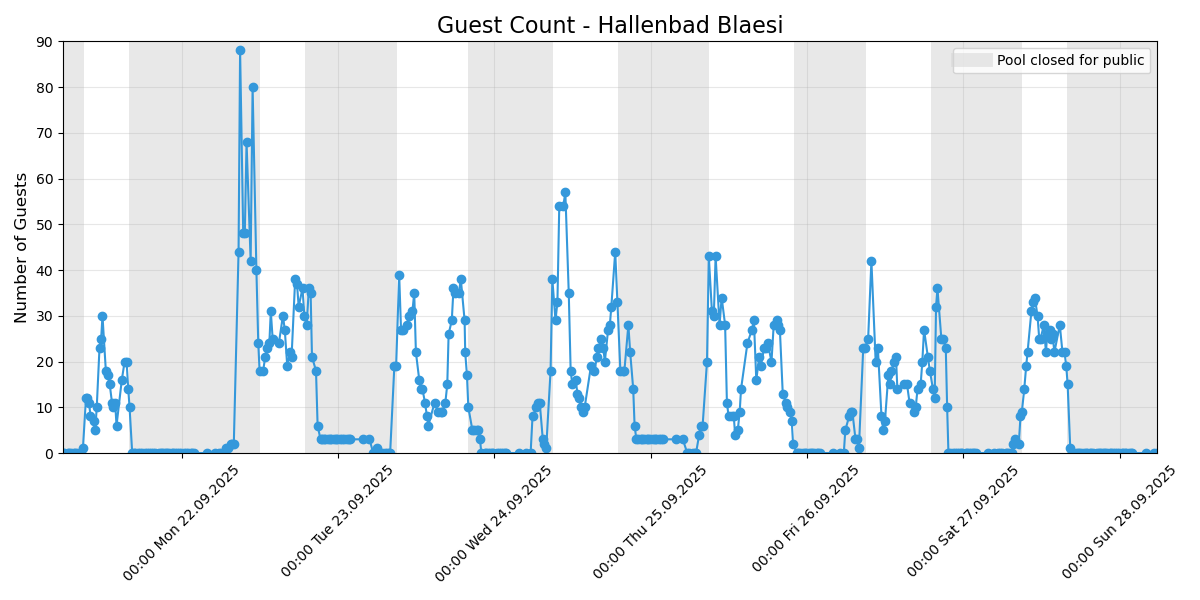 Guest Count - Hallenbad Blaesi
Pool closed for public
Number of Guests
90
80
70
60
50
40
30
20
10
0
00:00 Mon 22.09.2025
00:00 Tue 23.09.2025
00:00 Wed 24.09.2025
00:00 Thu 25.09.2025
00:00 Fri 26.09.2025
00:00 Sat 27.09.2025
00:00 Sun 28.09.2025